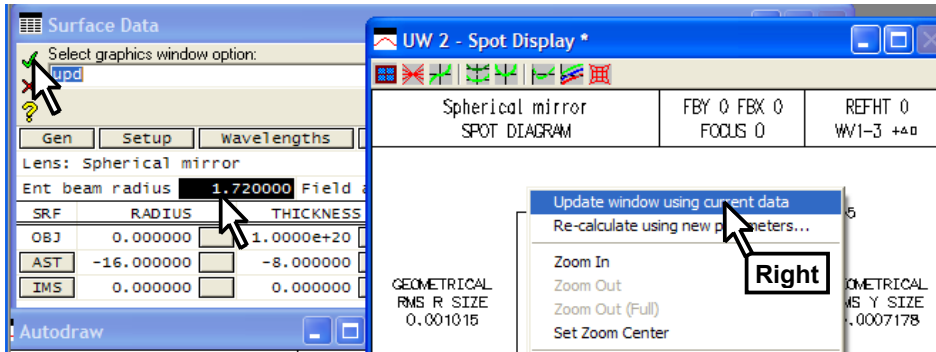 Surface Data
Select graphics window option:
upd
Gen Setup Wavelengths
Lens: Spherical mirror
Ent beam radius 1.720000 Field
SRF RADIUS THICKNESS
OBJ 0.000000 1.0000e+20
AST -16.000000 -8.000000
IMS 0.000000 0.000000
Autodraw
UW 2 - Spot Display *
Spherical mirror
SPOT DIAGRAM
FBY 0 FBX 0
FOCUS 0
REFHT 0
WV1-3
GEOMETRICAL
RMS R SIZE
0.001015
Update window using current data
Re-calculate using new parameters...
Zoom In
Zoom Out
Zoom Out (Full)
Set Zoom Center
Right
OMETRICAL
MS Y SIZE
.0007178